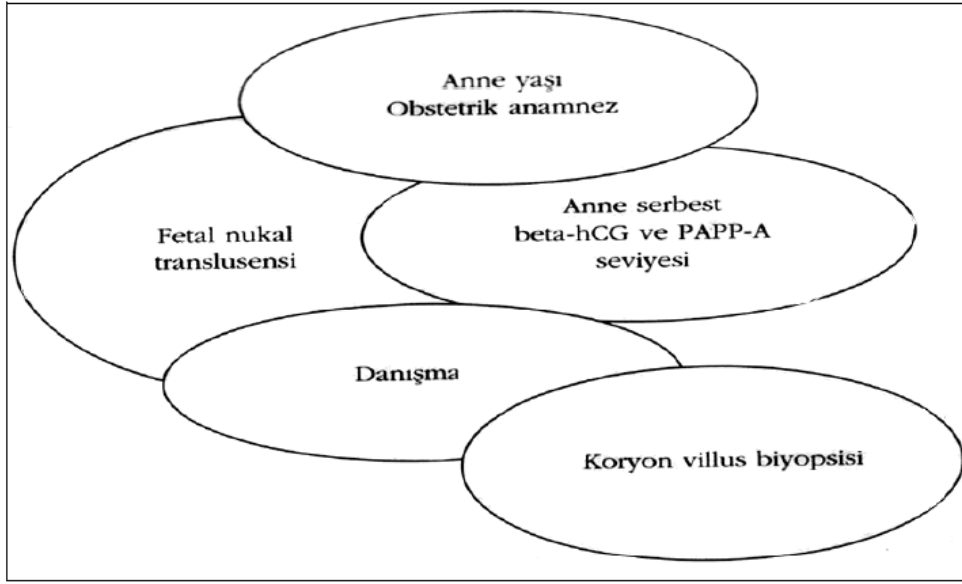 Anne yaşı
Obstetrik anamnez
Fetal nukal
translusensi
Anne serbest
beta-hCG ve PAPP-A
seviyesi
Danışma
Koryon villus biyopsisi